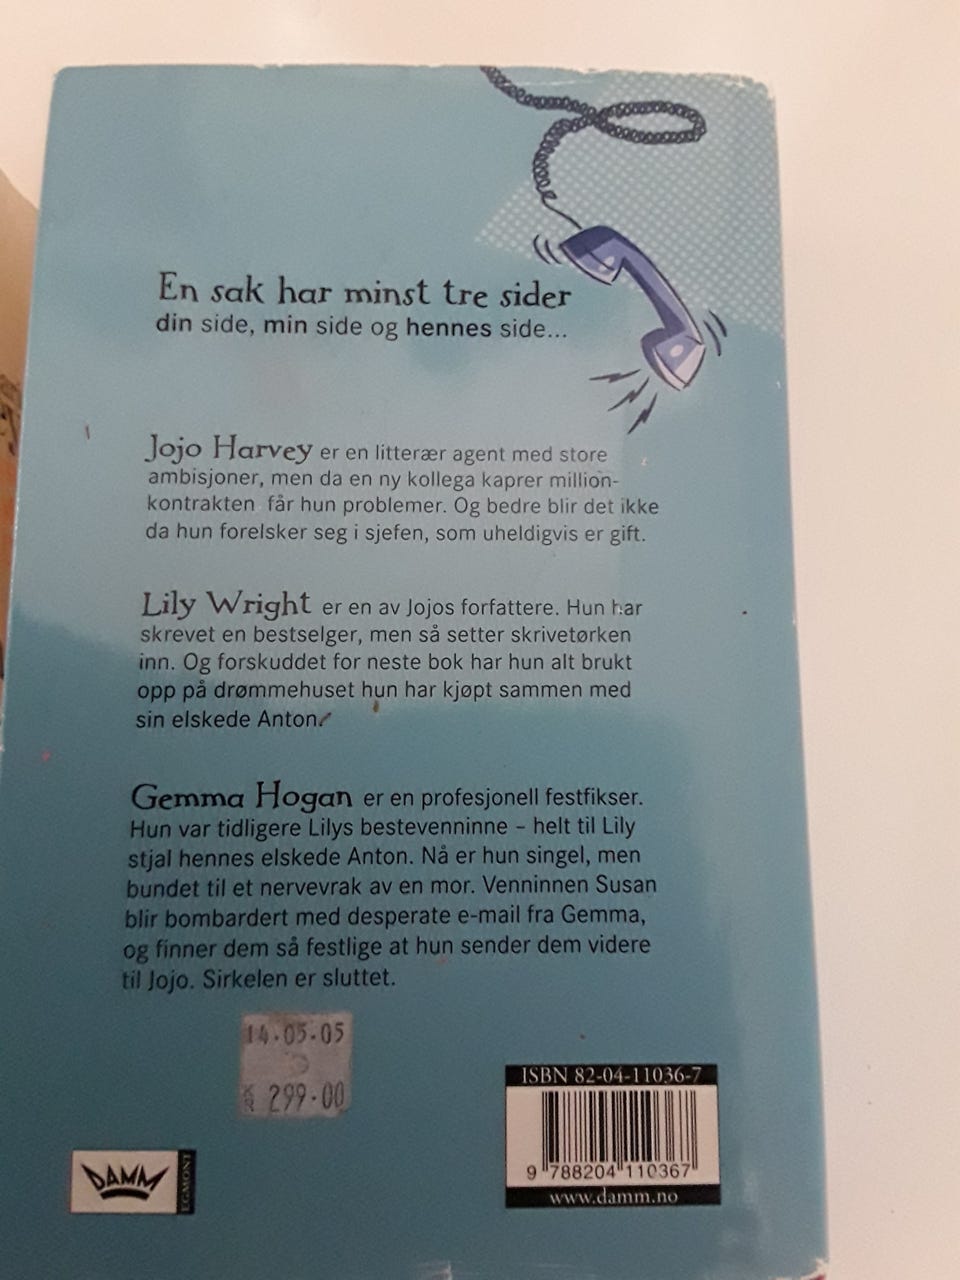 En sak har minst tre sider
din side, min side og hennes side...
Jojo Harvey er en litterær agent med store
ambisjoner, men da en ny kollega kaprer million-
kontrakten får hun problemer. Og bedre blir det ikke
da hun forelsker seg i sjefen, som uheldigvis er gift.
Lily Wright er en av Jojos forfattere. Hun har
skrevet en bestselger, men så setter skrivetørken
inn. Og forskuddet for neste bok har hun alt brukt
opp på drømmehuset hun har kjøpt sammen med
sin elskede Anton.
Gemma Hogan er en profesjonell festfikser.
Hun var tidligere Lilys bestevenninne – helt til Lily
stjal hennes elskede Anton. Nå er hun singel, men
bundet til et nervevrak av en mor. Venninnen Susan
blir bombardert med desperate e-mail fra Gemma,
og finner dem så festlige at hun sender dem videre
til Jojo. Sirkelen er sluttet.
14·05·05
299·00
ISBN 82-04-11036-7
9 788204 110367
www.damm.no
DAMM
EGMONT